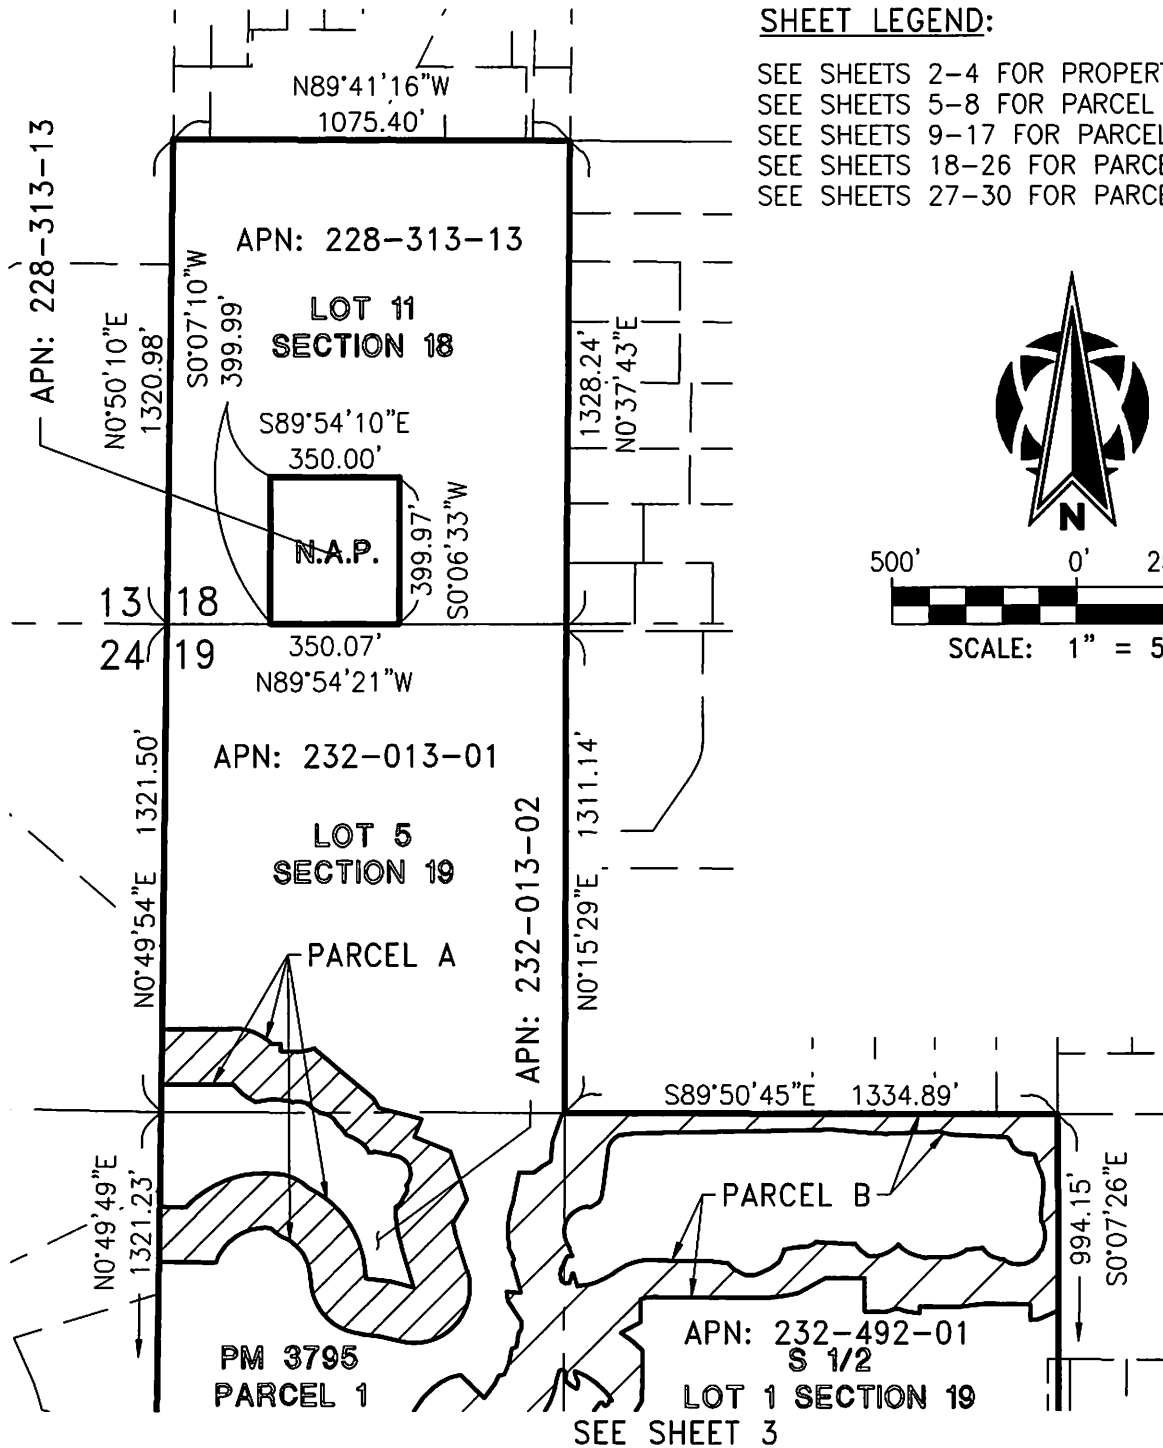 SHEET LEGEND:
SEE SHEETS 2-4 FOR PROPERT
SEE SHEETS 5-8 FOR PARCEL
SEE SHEETS 9-17 FOR PARCEL
SEE SHEETS 18-26 FOR PARCE
SEE SHEETS 27-30 FOR PARCE
N89°41'16"W
1075.40'
APN: 228-313-13
APN: 228-313-13
LOT 11
SECTION 18
N0°50'10"E
1320.98'
S0°07'10"W
399.99'
1328.24'
N0°37'43"E
S89°54'10"E
350.00'
N.A.P.
399.97'
S0°06'33"W
N
500' 0' 25
SCALE: 1" = 5
13 18
24 19
350.07'
N89°54'21"W
APN: 232-013-01
LOT 5
SECTION 19
N0°49'54"E 1321.50'
APN: 232-013-02
N0°15'29"E 1311.14'
PARCEL A
S89°50'45"E 1334.89'
PARCEL B
N0°49'49"E
1321.23'
994.15'
S0°07'26"E
PM 3795
PARCEL 1
APN: 232-492-01
S 1/2
LOT 1 SECTION 19
SEE SHEET 3